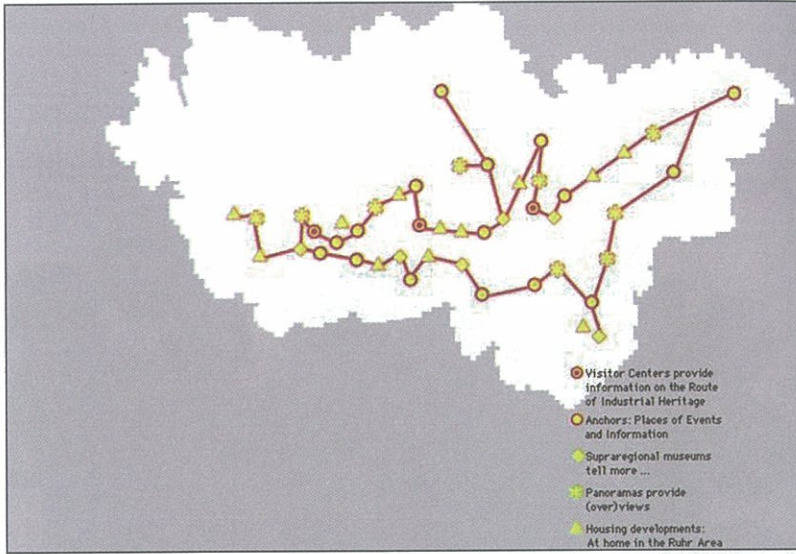 Visitor Centers provide
information on the Route
of Industrial Heritage
Anchors: Places of Events
and Information
Supraregional museums
tell more ...
Panoramas provide
(over)views
Housing developments:
At home in the Ruhr Area